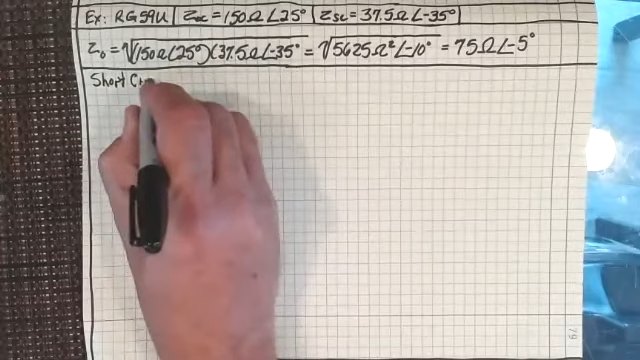 Ex: RG59U | Zoc = 150Ω∠25° | Zsc = 37.5Ω∠-35° |
Z₀ = √(150Ω∠25°)(37.5Ω∠-35° = √5625Ω²∠-10° = 75Ω∠-5°
Short
79